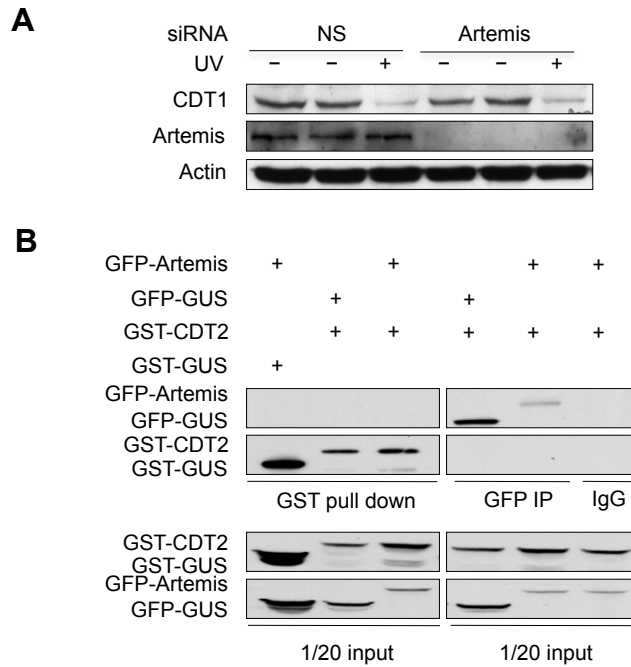 A
siRNA NS Artemis
UV – – + – – +
CDT1
Artemis
Actin
B
GFP-Artemis + + + +
GFP-GUS + +
GST-CDT2 + + + + +
GST-GUS +
GFP-Artemis
GFP-GUS
GST-CDT2
GST-GUS
GST pull down GFP IP IgG
GST-CDT2
GST-GUS
GFP-Artemis
GFP-GUS
1/20 input 1/20 input